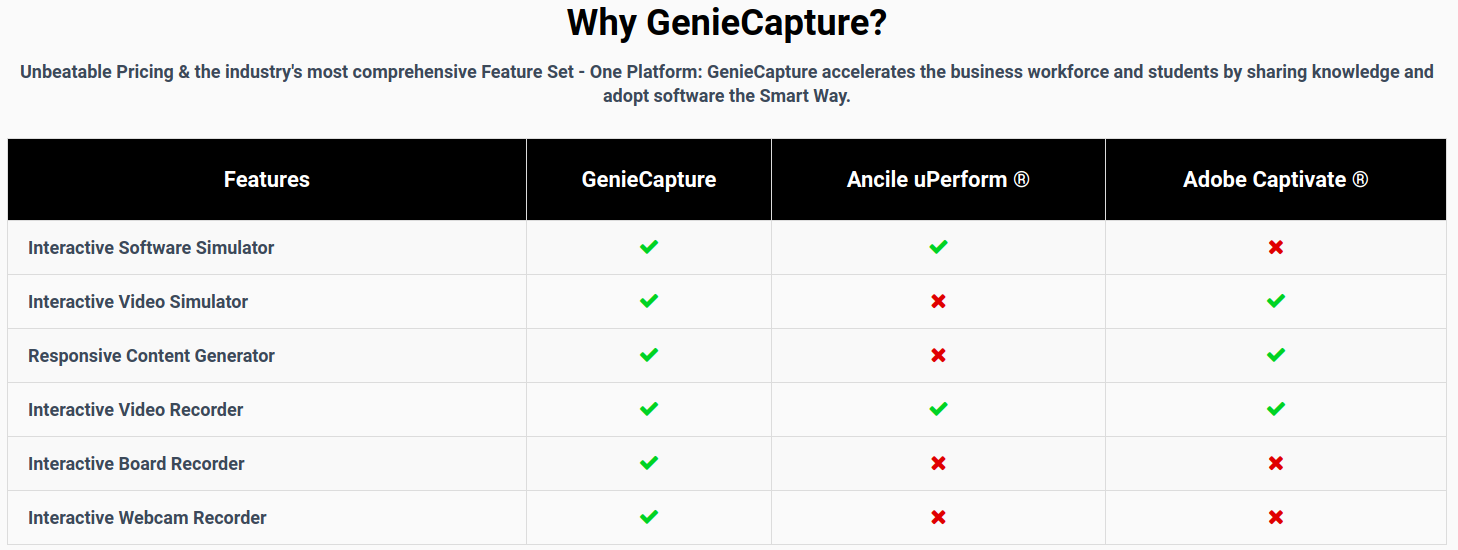 Why GenieCapture?
Unbeatable Pricing & the industry's most comprehensive Feature Set - One Platform: GenieCapture accelerates the business workforce and students by sharing knowledge and
adopt software the Smart Way.
Features GenieCapture Ancile uPerform ® Adobe Captivate ®
Interactive Software Simulator ✔ ✔ ✖
Interactive Video Simulator ✔ ✖ ✔
Responsive Content Generator ✔ ✖ ✔
Interactive Video Recorder ✔ ✔ ✔
Interactive Board Recorder ✔ ✖ ✖
Interactive Webcam Recorder ✔ ✖ ✖